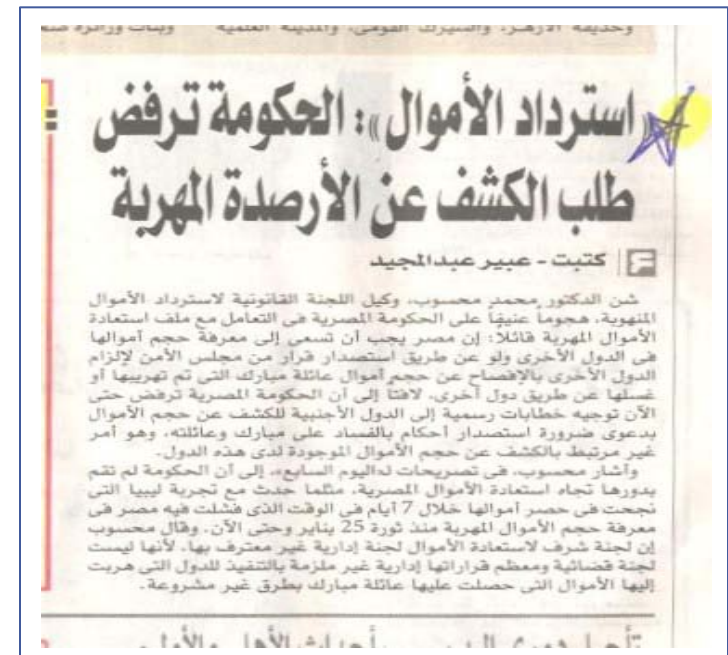 وحديقة الأزهر، والسيرك القومى، والمدينة العلمية
وبنات وزائرة
«استرداد الأموال»: الحكومة ترفض
طلب الكشف عن الأرصدة المهربة
كتبت - عبير عبدالمجيد
شن الدكتور محمد محسوب، وكيل اللجنة القانونية لاسترداد الأموال
المنهوبة، هجوماً عنيفاً على الحكومة المصرية فى التعامل مع ملف استعادة
الأموال المهربة قائلاً: إن مصر يجب أن تسعى إلى معرفة حجم أموالها
فى الدول الأخرى ولو عن طريق استصدار قرار من مجلس الأمن لإلزام
الدول الأخرى بالإفصاح عن حجم أموال عائلة مبارك التى تم تهريبها أو
غسلها عن طريق دول أخرى، لافتاً إلى أن الحكومة المصرية ترفض حتى
الآن توجيه خطابات رسمية إلى الدول الأجنبية للكشف عن حجم الأموال
بدعوى ضرورة استصدار أحكام بالفساد على مبارك وعائلته، وهو أمر
غير مرتبط بالكشف عن حجم الأموال الموجودة لدى هذه الدول.
وأشار محسوب، فى تصريحات لـ«اليوم السابع»، إلى أن الحكومة لم تقم
بدورها تجاه استعادة الأموال المصرية، مثلما حدث مع تجربة ليبيا التى
نجحت فى حصر أموالها خلال 7 أيام فى الوقت الذى فشلت فيه مصر فى
معرفة حجم الأموال المهربة منذ ثورة 25 يناير وحتى الآن. وقال محسوب
إن لجنة شرف لاستعادة الأموال لجنة إدارية غير معترف بها، لأنها ليست
لجنة قضائية ومعظم قراراتها إدارية غير ملزمة بالتنفيذ للدول التى هربت
إليها الأموال التى حصلت عليها عائلة مبارك بطرق غير مشروعة.